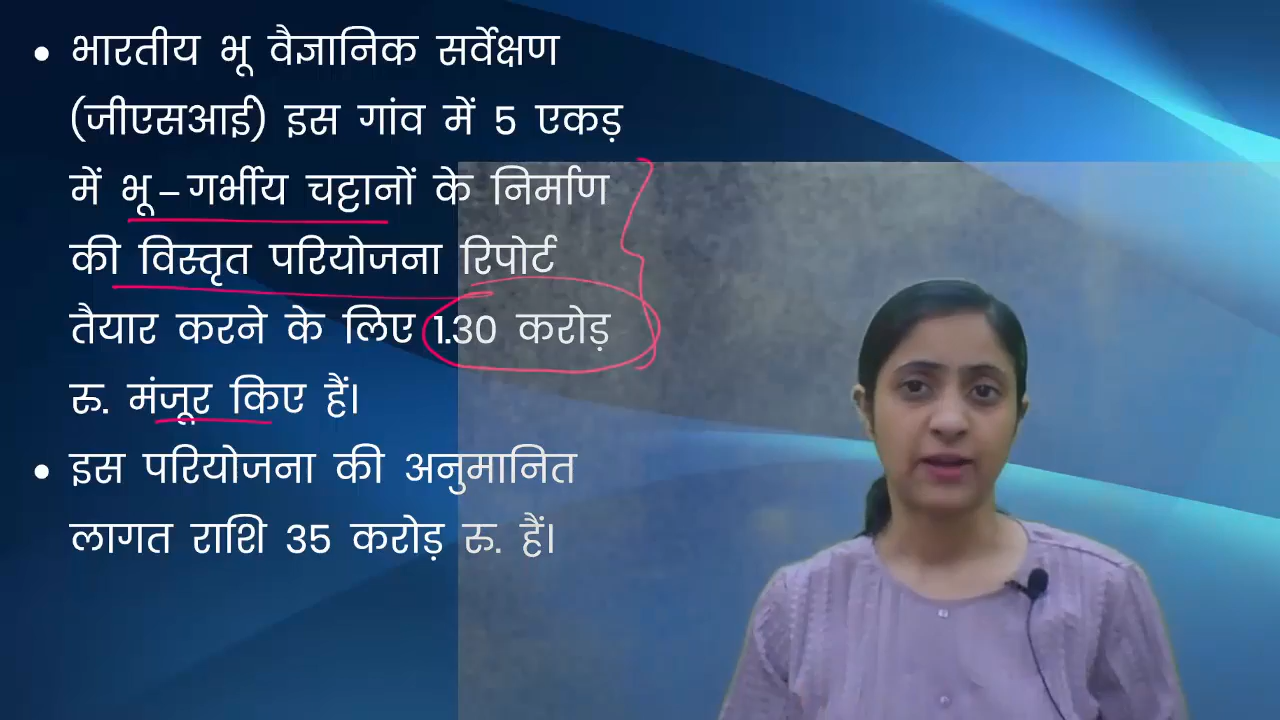 • भारतीय भू वैज्ञानिक सर्वेक्षण
(जीएसआई) इस गांव में 5 एकड़
में भू–गर्भीय चट्टानों के निर्माण
की विस्तृत परियोजना रिपोर्ट
तैयार करने के लिए 1.30 करोड़
रु. मंजूर किए हैं।
• इस परियोजना की अनुमानित
लागत राशि 35 करोड़ रु. हैं।